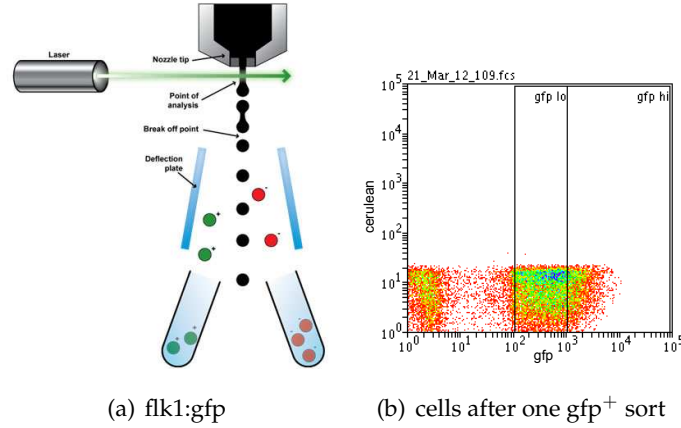 Laser
Nozzle tip
Point of
analysis
Break off point
Deflection
plate
+
-
+
-
+
+
-
-
-
(a) flk1:gfp
21_Mar_12_109.fcs
gfp lo
gfp hi
cerulean
10^5
10^4
10^3
10^2
10^1
10^0
10^0 10^1 10^2 10^3 10^4 10^5
gfp
(b) cells after one gfp^+ sort